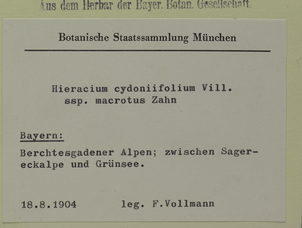 Aus dem Herbar der Bayer. Botan. Gesellschaft.
Botanische Staatssammlung München
Hieracium cydoniifolium Vill.
ssp. macrotus Zahn
Bayern:
Berchtesgadener Alpen; zwischen Sager-
eckalpe und Grünsee.
18.8.1904 leg. F.Vollmann